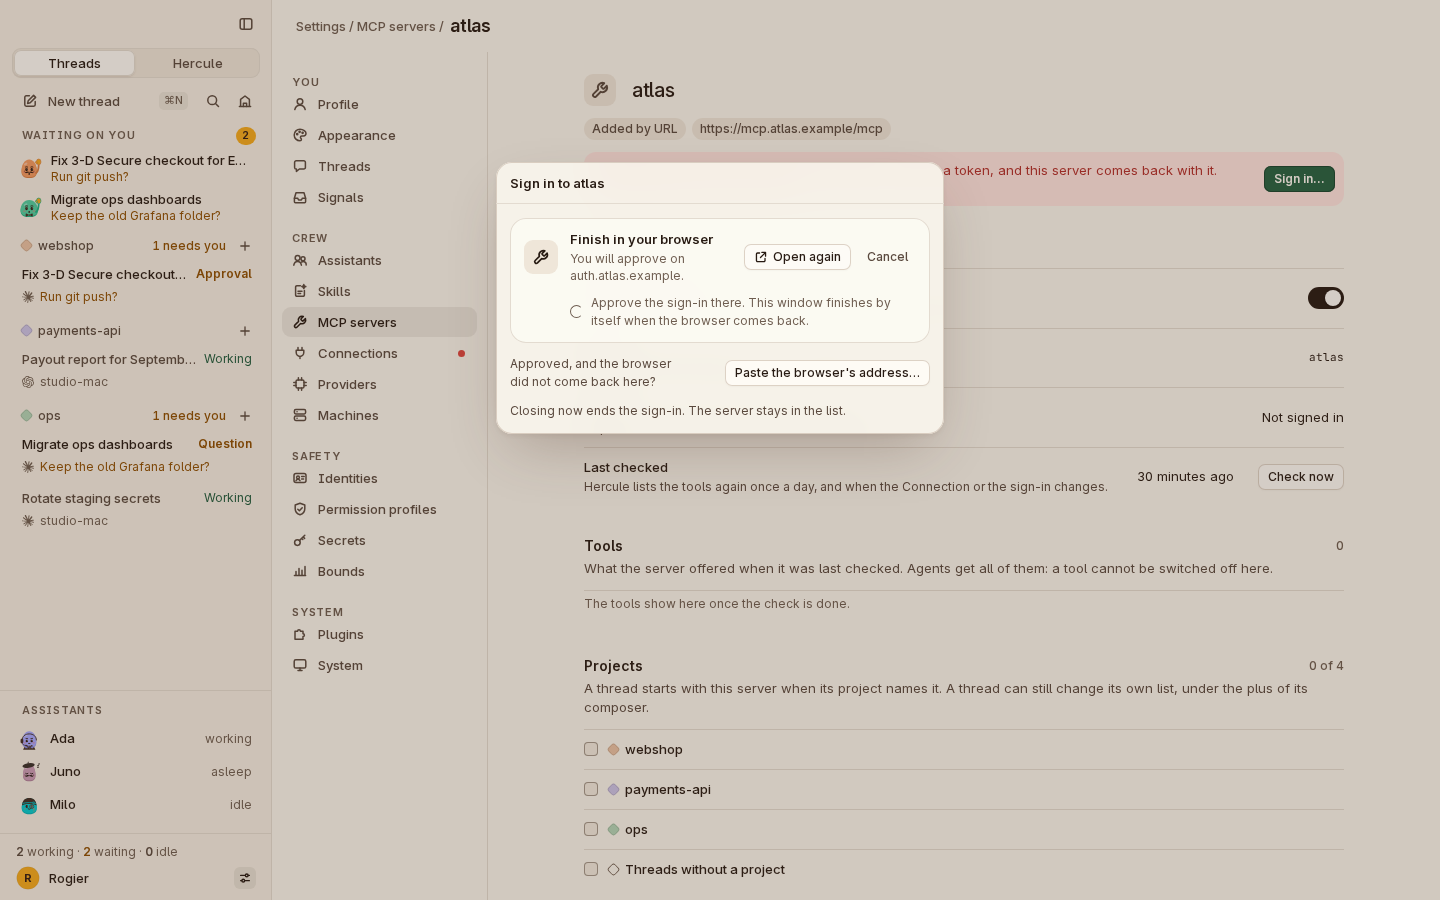 Threads
Hercule
New thread
⌘N
WAITING ON YOU
2
Fix 3-D Secure checkout for E…
Run git push?
Migrate ops dashboards
Keep the old Grafana folder?
webshop
1 needs you
Fix 3-D Secure checkout…
Approval
Run git push?
payments-api
Payout report for Septemb…
Working
studio-mac
ops
1 needs you
Migrate ops dashboards
Question
Keep the old Grafana folder?
Rotate staging secrets
Working
studio-mac
ASSISTANTS
Ada
working
Juno
asleep
Milo
idle
2 working · 2 waiting · 0 idle
R
Rogier
Settings / MCP servers / atlas
YOU
Profile
Appearance
Threads
Signals
CREW
Assistants
Skills
MCP servers
Connections
Providers
Machines
SAFETY
Identities
Permission profiles
Secrets
Bounds
SYSTEM
Plugins
System
atlas
Added by URL
https://mcp.atlas.example/mcp
a token, and this server comes back with it.
Sign in…
Sign in to atlas
Finish in your browser
You will approve on
auth.atlas.example.
Open again
Cancel
Approve the sign-in there. This window finishes by
itself when the browser comes back.
Approved, and the browser
did not come back here?
Paste the browser's address…
Closing now ends the sign-in. The server stays in the list.
atlas
Not signed in
Last checked
Hercule lists the tools again once a day, and when the Connection or the sign-in changes.
30 minutes ago
Check now
Tools
0
What the server offered when it was last checked. Agents get all of them: a tool cannot be switched off here.
The tools show here once the check is done.
Projects
0 of 4
A thread starts with this server when its project names it. A thread can still change its own list, under the plus of its
composer.
webshop
payments-api
ops
Threads without a project